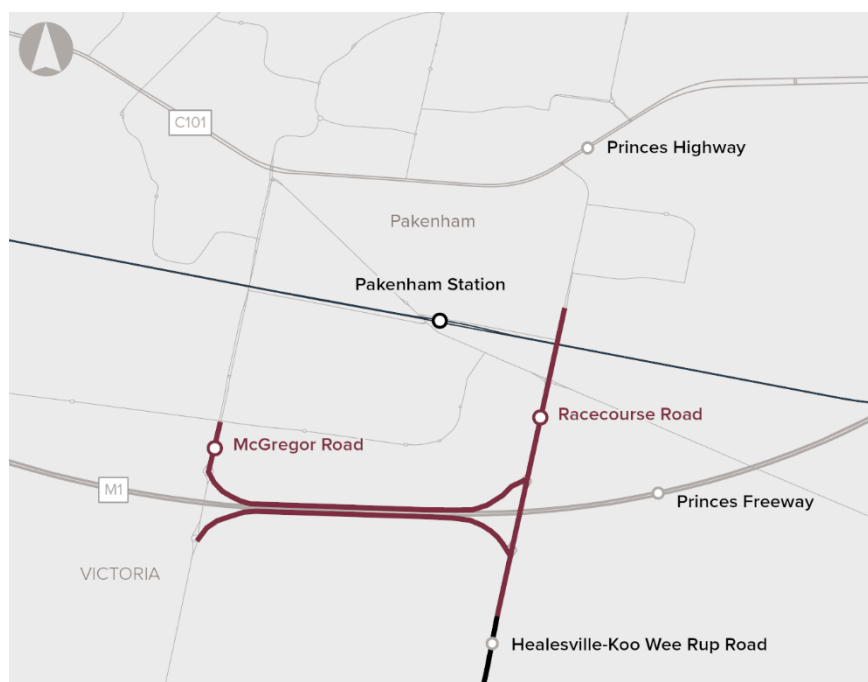 C101
Princes Highway
Pakenham
Pakenham Station
Racecourse Road
McGregor Road
M1
Princes Freeway
VICTORIA
Healesville-Koo Wee Rup Road